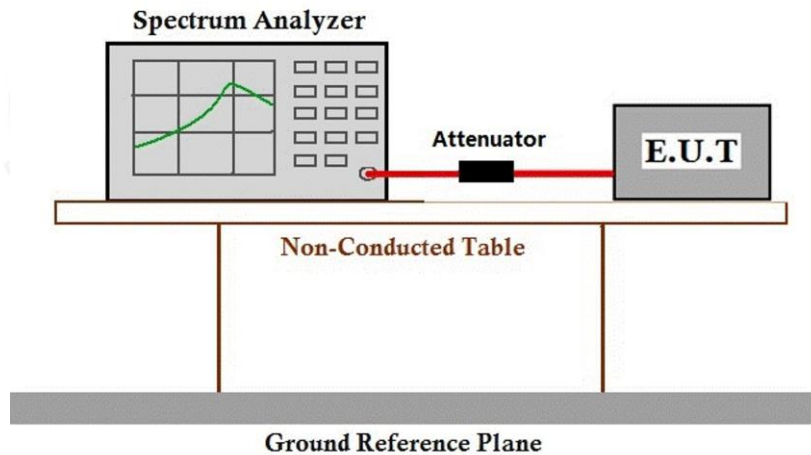 Spectrum Analyzer
Attenuator
E.U.T
Non-Conducted Table
Ground Reference Plane